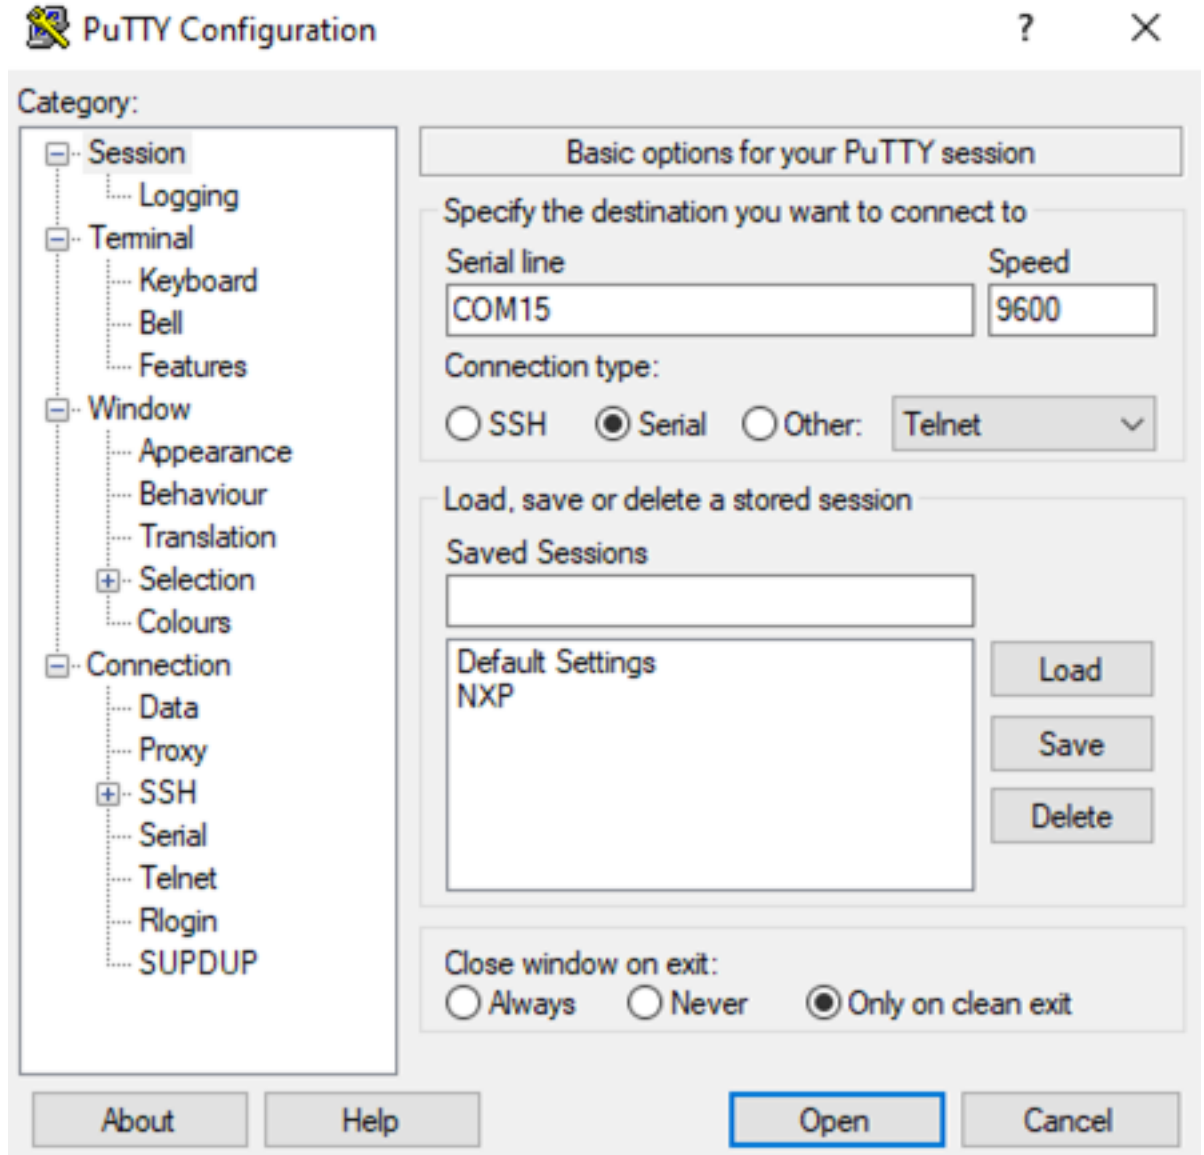 PuTTY Configuration ? ×
Category:
Session
Logging
Terminal
Keyboard
Bell
Features
Window
Appearance
Behaviour
Translation
Selection
Colours
Connection
Data
Proxy
SSH
Serial
Telnet
Rlogin
SUPDUP
Basic options for your PuTTY session
Specify the destination you want to connect to
Serial line Speed
COM15 9600
Connection type:
SSH Serial Other: Telnet
Load, save or delete a stored session
Saved Sessions
Default Settings
NXP
Load
Save
Delete
Close window on exit:
Always Never Only on clean exit
About Help Open Cancel